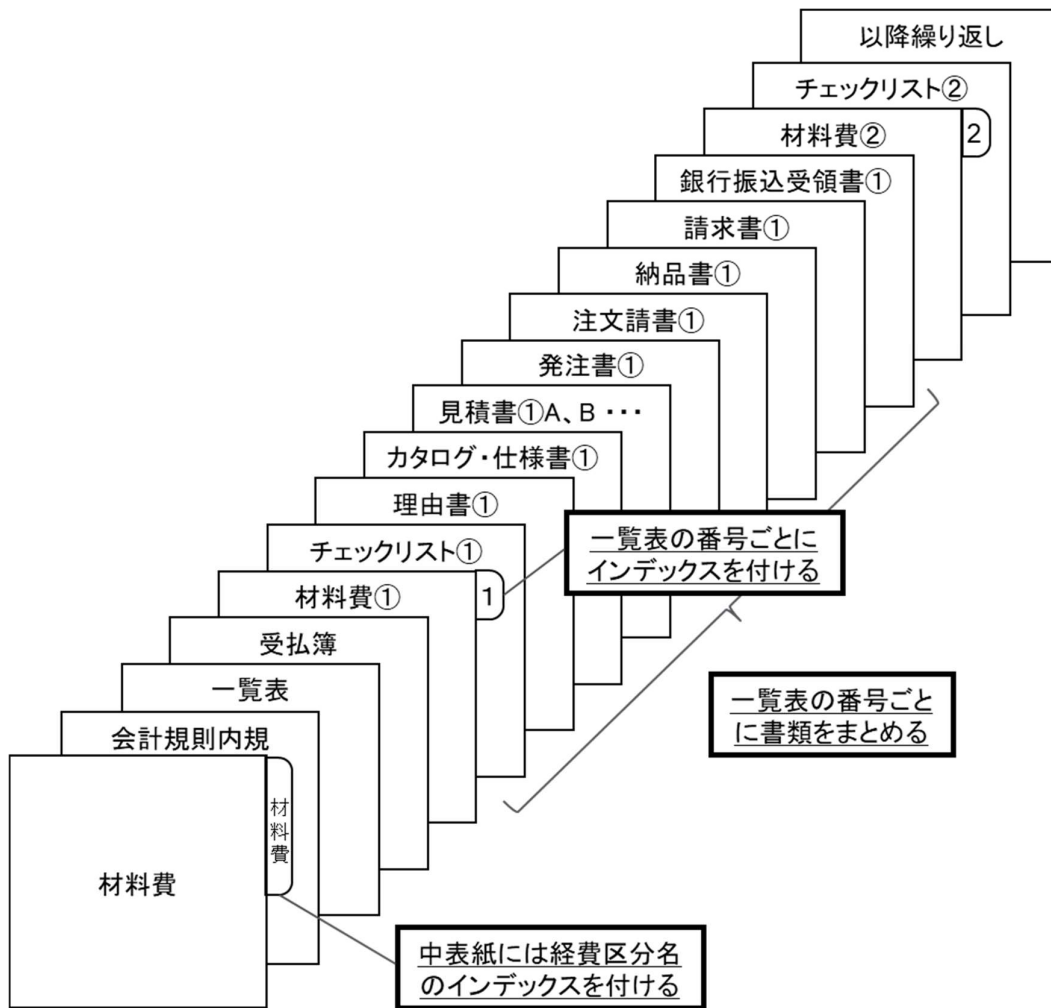 以降繰り返し
チェックリスト②
材料費②
2
銀行振込受領書①
請求書①
納品書①
注文請書①
発注書①
見積書①A、B ・・・
カタログ・仕様書①
理由書①
チェックリスト①
材料費①
1
受払簿
一覧表
会計規則内規
材料費
材料費
一覧表の番号ごとに
インデックスを付ける
一覧表の番号ごと
に書類をまとめる
中表紙には経費区分名
のインデックスを付ける